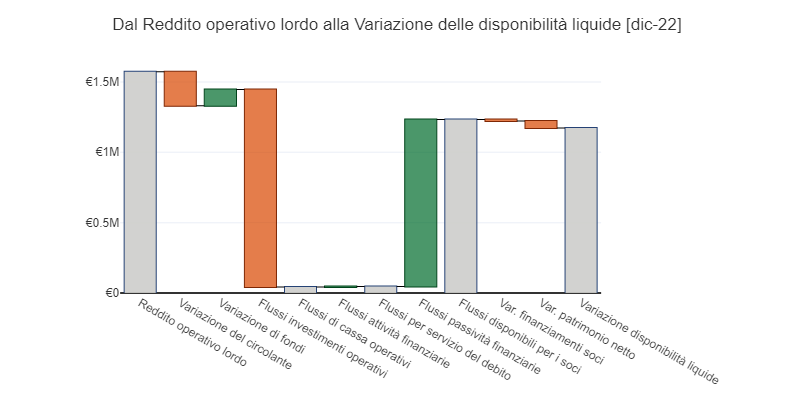 Dal Reddito operativo lordo alla Variazione delle disponibilità liquide [dic-22]
€1.5M
€1M
€0.5M
€0
Reddito operativo lordo
Variazione del circolante
Variazione di fondi
Flussi investimenti operativi
Flussi di cassa operativi
Flussi attività finanziarie
Flussi per servizio del debito
Flussi passività finanziarie
Flussi disponibili per i soci
Var. finanziamenti soci
Var. patrimonio netto
Variazione disponibilità liquide